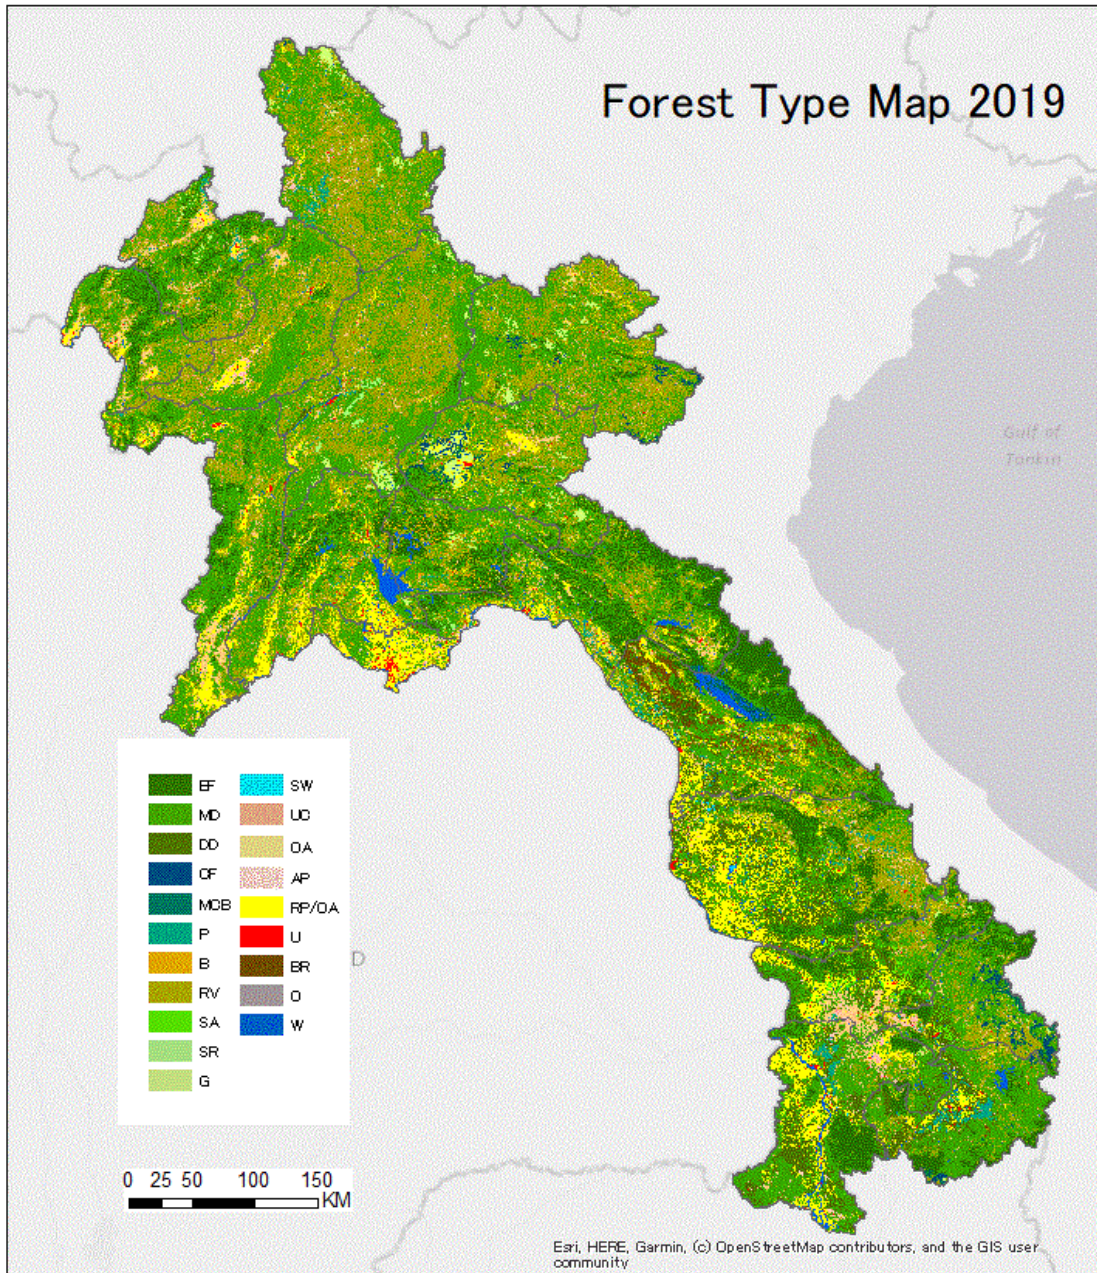 Forest Type Map 2019
Gulf of
Tonkin
EF
MD
DD
CF
MCB
P
B
RV
SA
SR
G
SW
UC
OA
AP
RP/OA
U
BR
O
W
D
0 25 50 100 150
KM
Esri, HERE, Garmin, (c) OpenStreetMap contributors, and the GIS user
community